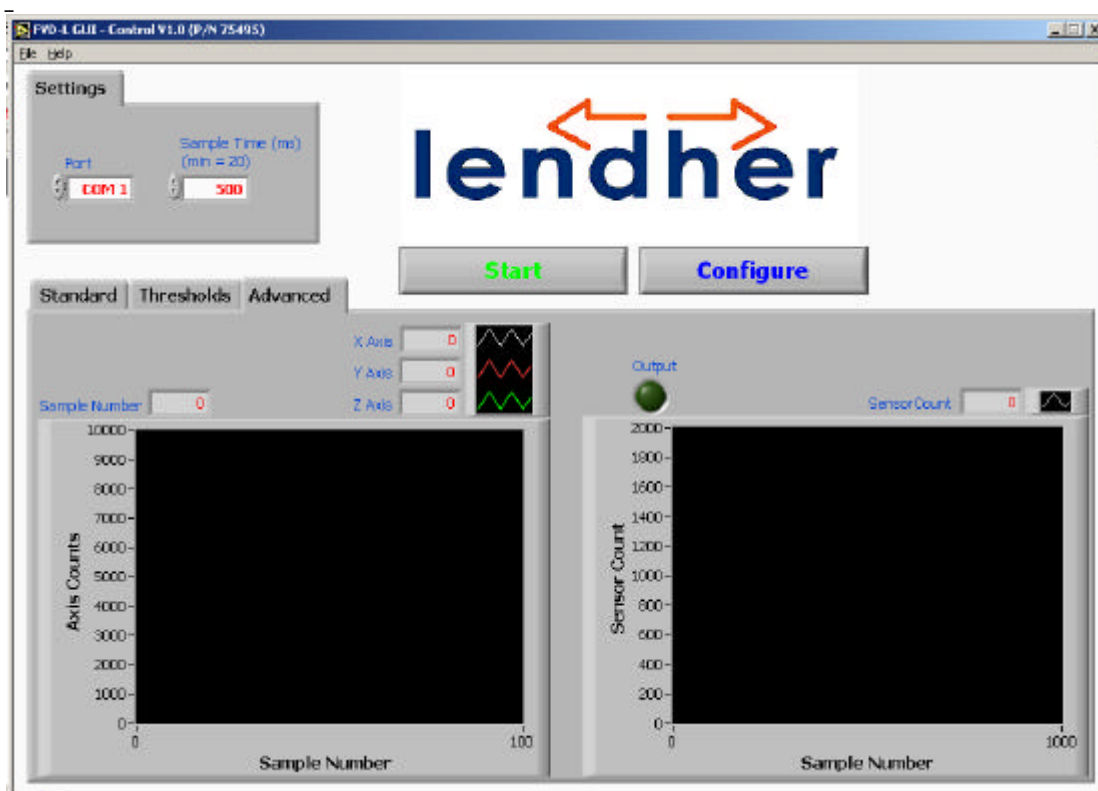 FVD-L GUI - Control V1.0 (P/N 75495)
File Help
Settings
Port
COM 1
Sample Time (ms)
(min = 20)
500
lendher
Start
Configure
Standard
Thresholds
Advanced
X Axis 0
Y Axis 0
Z Axis 0
Sample Number 0
Output
Sensor Count 0
10000
9000
8000
7000
6000
5000
4000
3000
2000
1000
0
Axis Counts
0
100
Sample Number
2000
1800
1600
1400
1200
1000
800
600
400
200
0
Sensor Count
0
1000
Sample Number